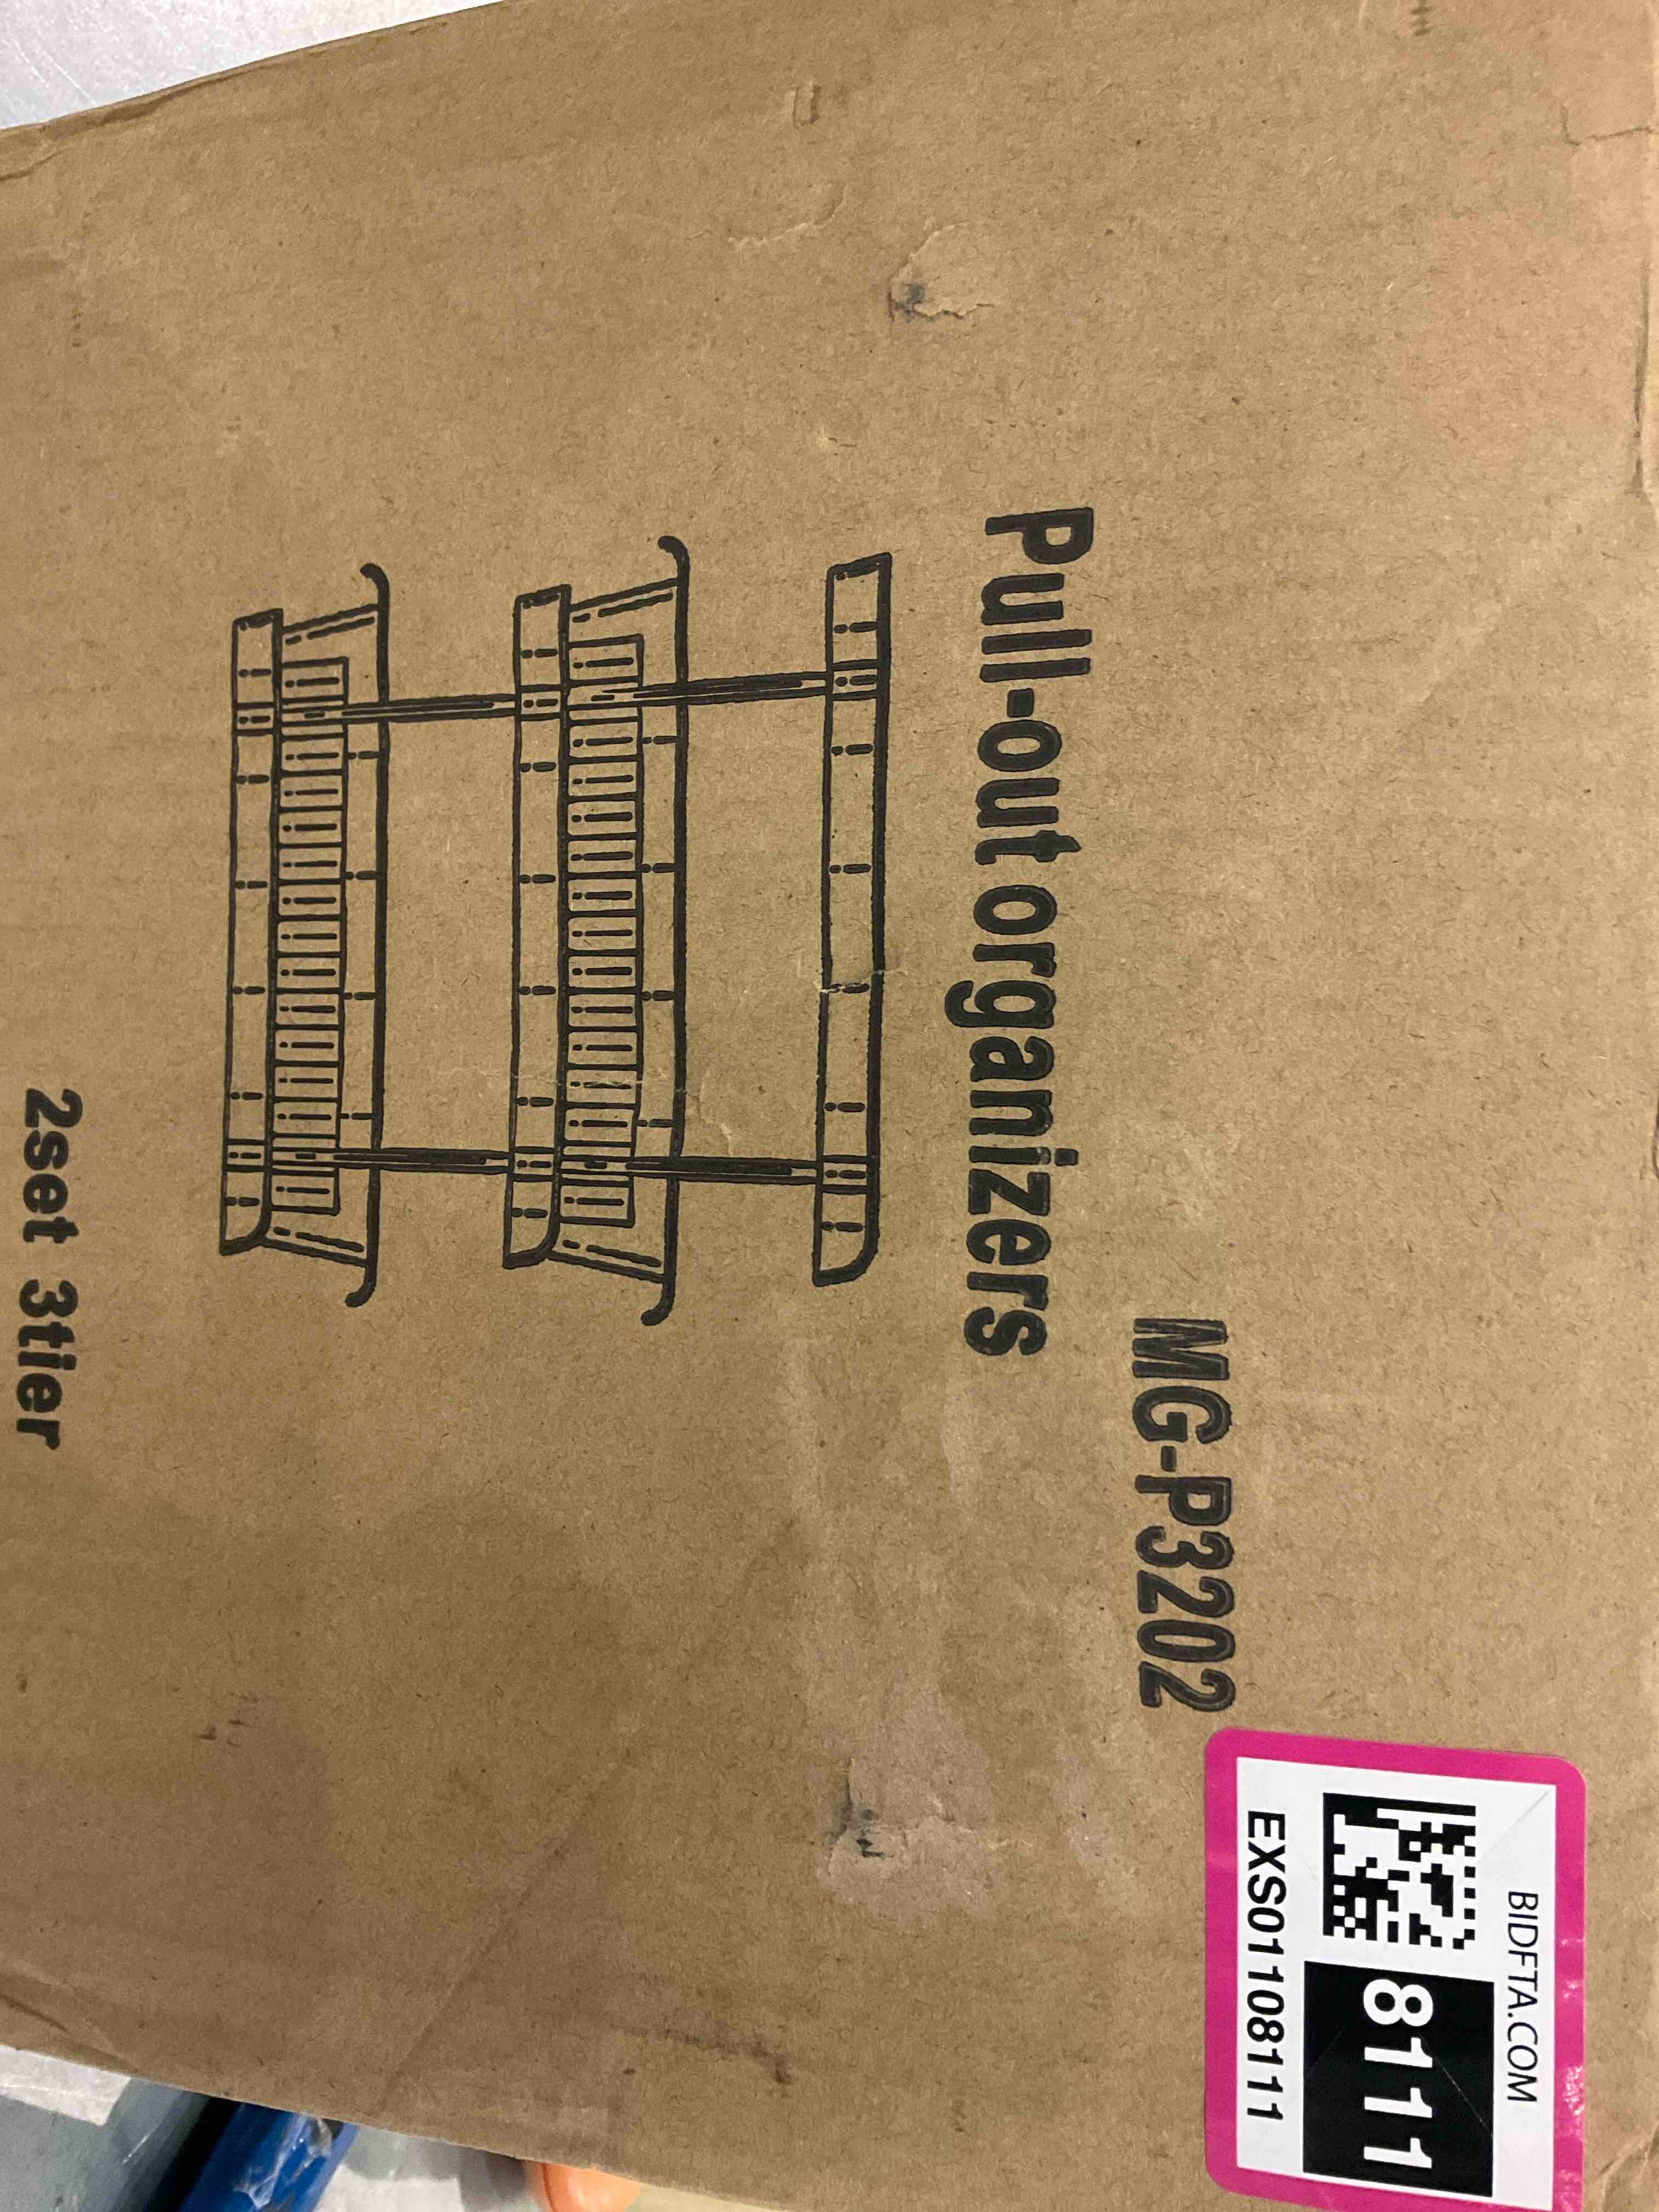 BIDFTA.COM
8111
EXS01108111
MG-P3202
Pull-out organizers
2set 3tier